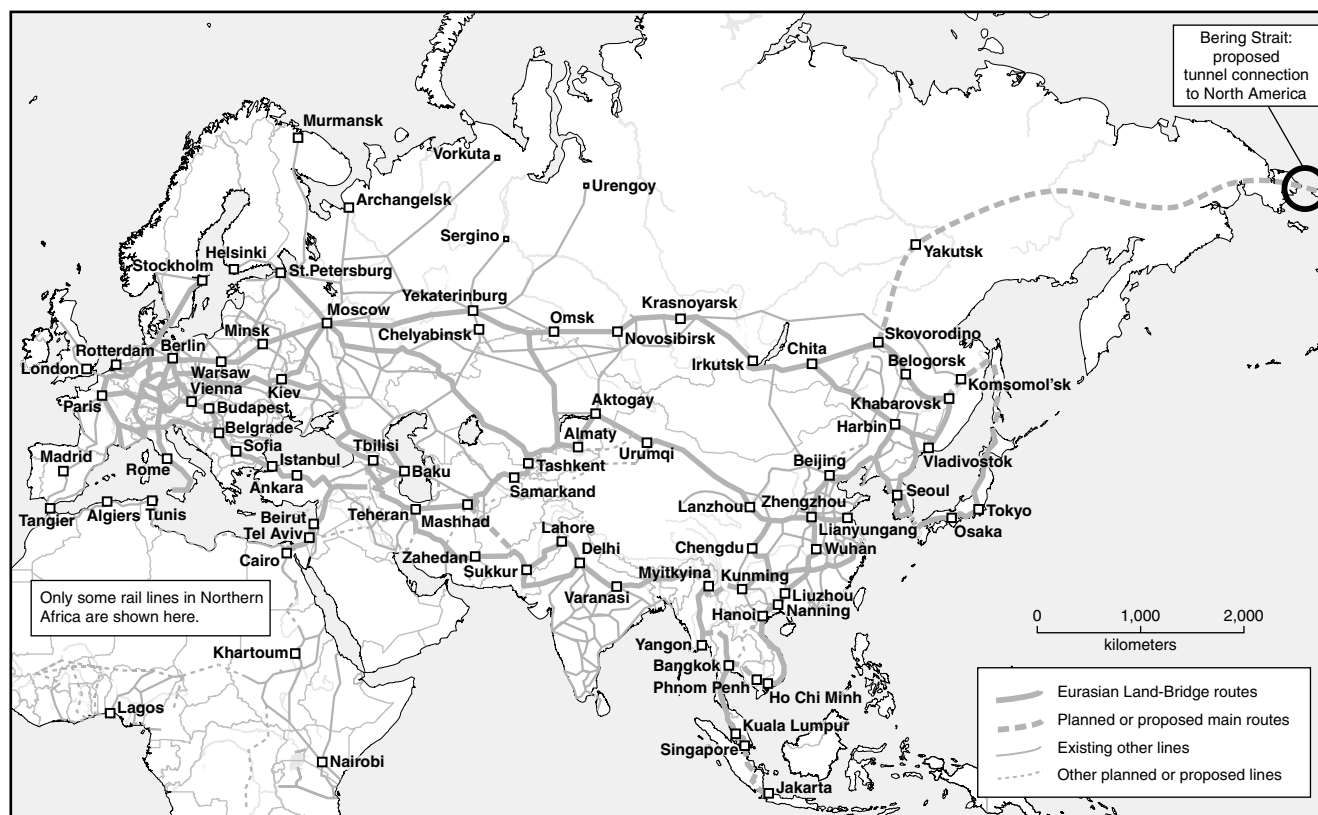 Bering Strait:
proposed
tunnel connection
to North America
Murmansk
Vorkuta
Urengoy
Archangelsk
Sergino
Yakutsk
Helsinki
Stockholm
St.Petersburg
Yekaterinburg
Krasnoyarsk
Moscow
Omsk
Minsk
Chelyabinsk
Novosibirsk
Skovorodino
Rotterdam
Berlin
London
Irkutsk
Chita
Belogorsk
Warsaw
Vienna
Kiev
Komsomol'sk
Paris
Aktogay
Khabarovsk
Budapest
Harbin
Belgrade
Almaty
Tbilisi
Sofia
Urumqi
Madrid
Rome
Istanbul
Vladivostok
Baku
Tashkent
Beijing
Ankara
Samarkand
Seoul
Tangier
Algiers
Tunis
Beirut
Teheran
Mashhad
Lanzhou
Zhengzhou
Tokyo
Tel Aviv
Lahore
Lianyungang
Osaka
Cairo
Zahedan
Delhi
Chengdu
Wuhan
Sukkur
Myitkyina
Kunming
Varanasi
Liuzhou
Nanning
Hanoi
Only some rail lines in Northern
Africa are shown here.
0 1,000 2,000
kilometers
Khartoum
Yangon
Bangkok
Phnom Penh
Ho Chi Minh
Lagos
Kuala Lumpur
Singapore
Nairobi
Jakarta
Eurasian Land-Bridge routes
Planned or proposed main routes
Existing other lines
Other planned or proposed lines